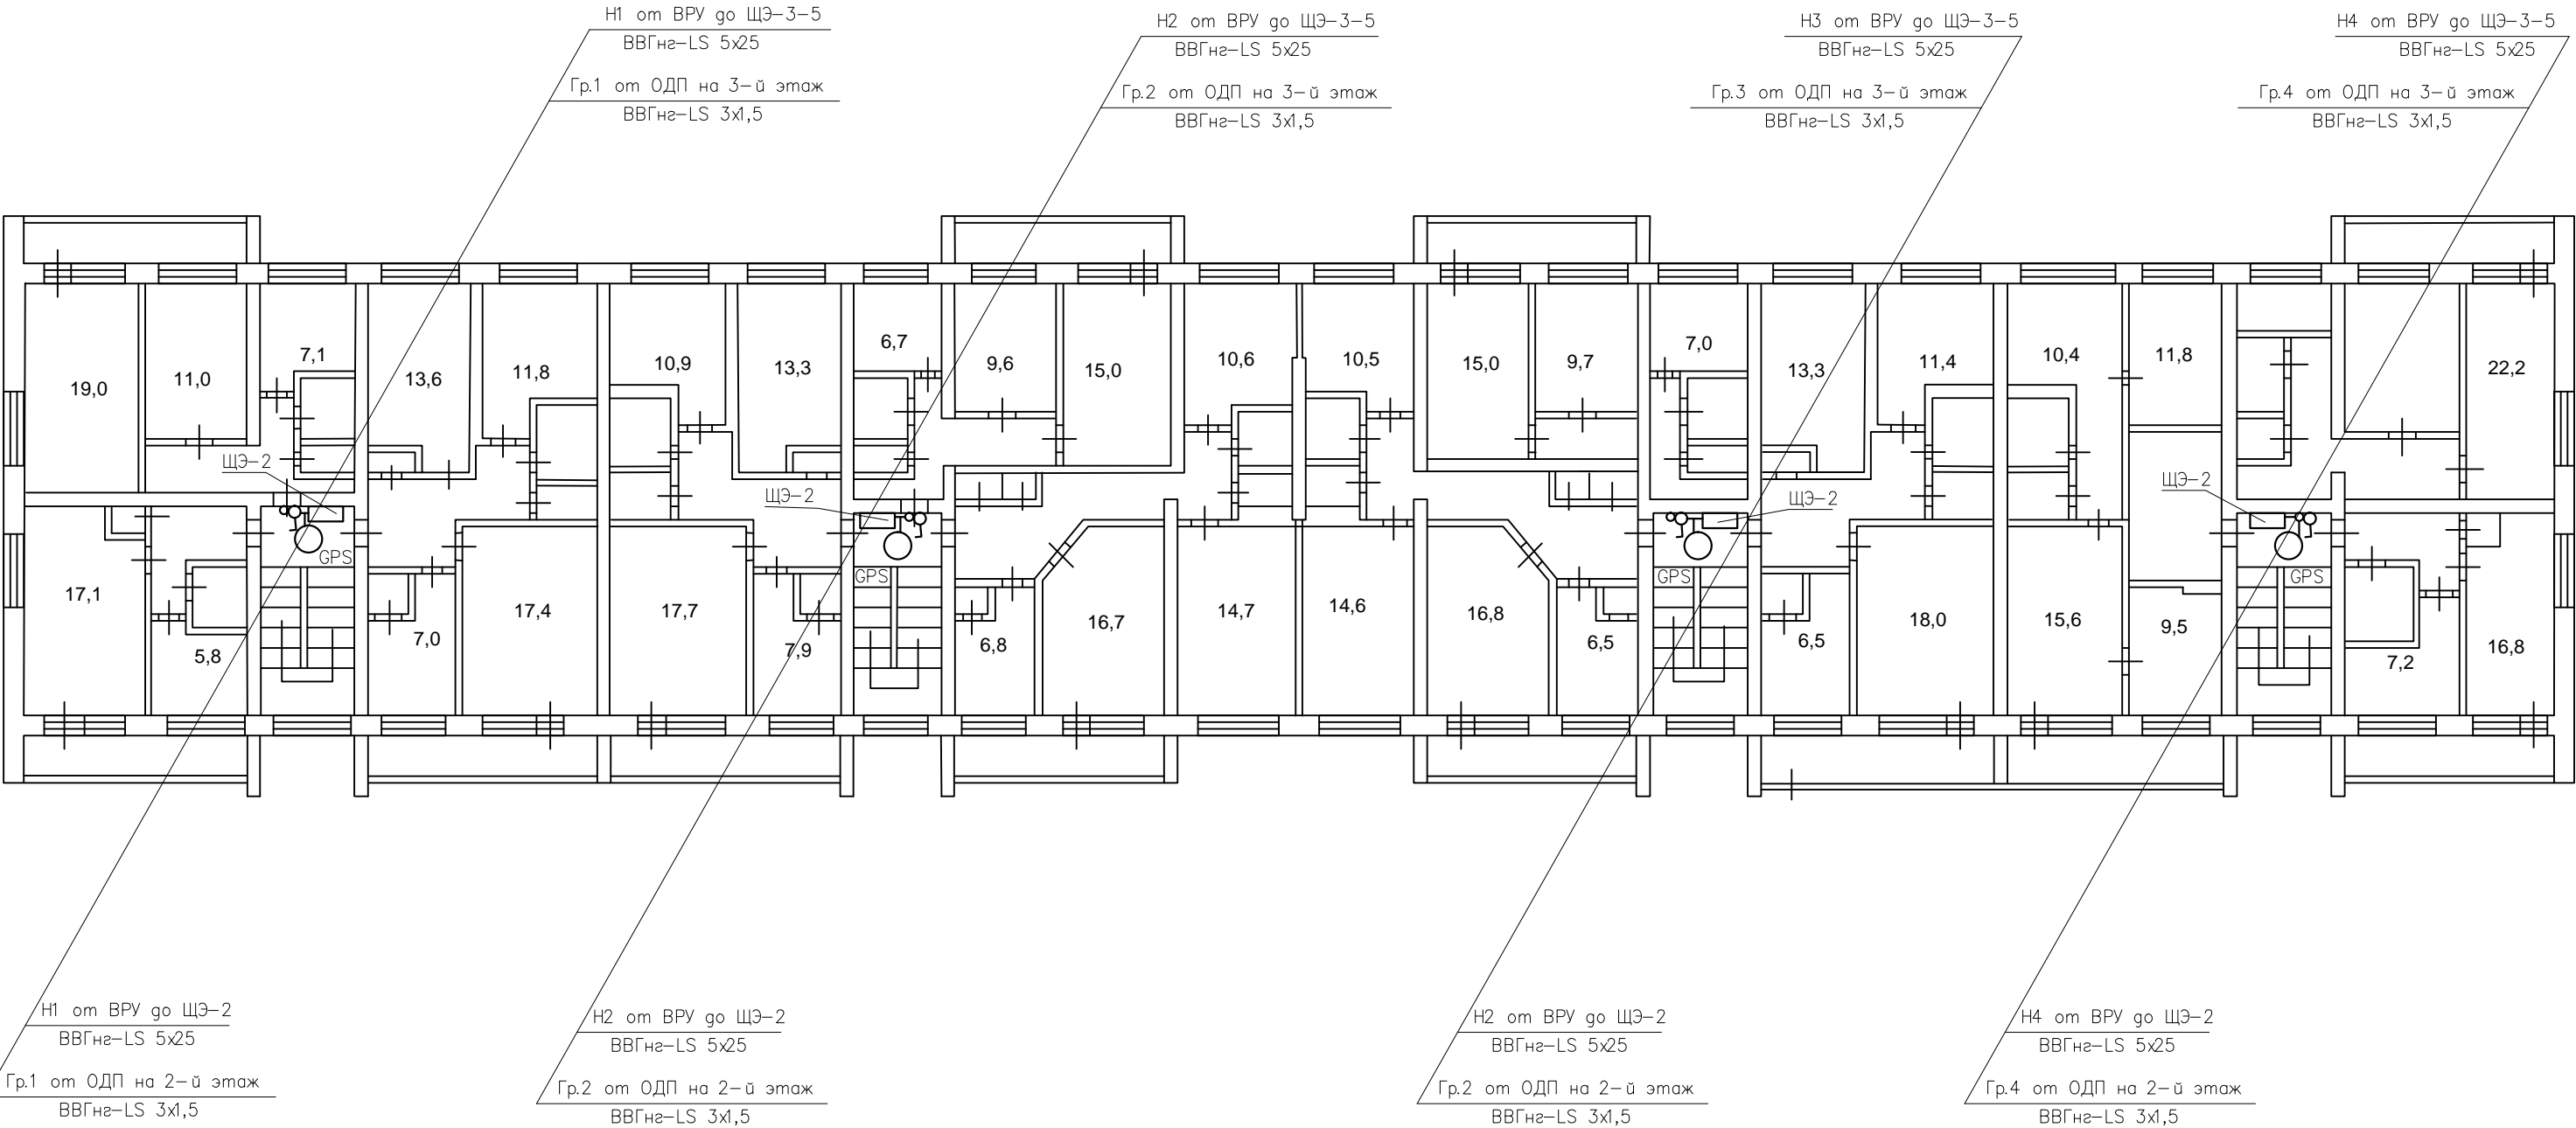 Н1 от ВРУ до ЩЭ-3-5
ВВГнг-LS 5х25
Гр.1 от ОДП на 3-й этаж
ВВГнг-LS 3х1,5
Н2 от ВРУ до ЩЭ-3-5
ВВГнг-LS 5х25
Гр.2 от ОДП на 3-й этаж
ВВГнг-LS 3х1,5
Н3 от ВРУ до ЩЭ-3-5
ВВГнг-LS 5х25
Гр.3 от ОДП на 3-й этаж
ВВГнг-LS 3х1,5
Н4 от ВРУ до ЩЭ-3-5
ВВГнг-LS 5х25
Гр.4 от ОДП на 3-й этаж
ВВГнг-LS 3х1,5
19,0
11,0
7,1
13,6
11,8
10,9
13,3
6,7
9,6
15,0
10,6
10,5
15,0
9,7
7,0
13,3
11,4
10,4
11,8
22,2
ЩЭ-2
ЩЭ-2
ЩЭ-2
ЩЭ-2
GPS
GPS
GPS
GPS
17,1
5,8
7,0
17,4
17,7
7,9
6,8
16,7
14,7
14,6
16,8
6,5
6,5
18,0
15,6
9,5
7,2
16,8
Н1 от ВРУ до ЩЭ-2
ВВГнг-LS 5х25
Гр.1 от ОДП на 2-й этаж
ВВГнг-LS 3х1,5
Н2 от ВРУ до ЩЭ-2
ВВГнг-LS 5х25
Гр.2 от ОДП на 2-й этаж
ВВГнг-LS 3х1,5
Н2 от ВРУ до ЩЭ-2
ВВГнг-LS 5х25
Гр.2 от ОДП на 2-й этаж
ВВГнг-LS 3х1,5
Н4 от ВРУ до ЩЭ-2
ВВГнг-LS 5х25
Гр.4 от ОДП на 2-й этаж
ВВГнг-LS 3х1,5